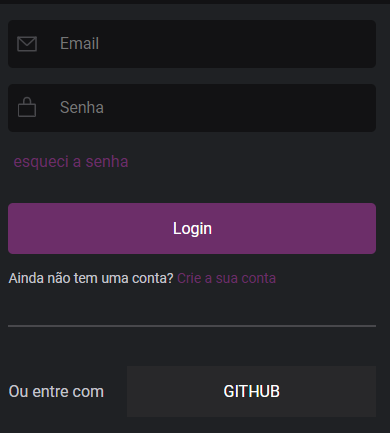 Email
Senha
esqueci a senha
Login
Ainda não tem uma conta? Crie a sua conta
Ou entre com GITHUB